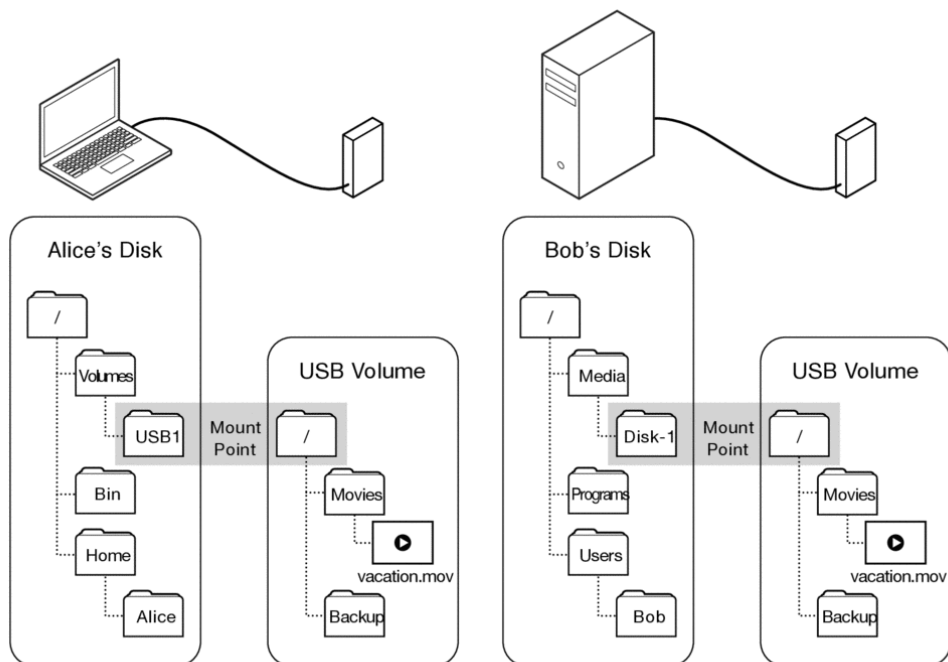 Alice's Disk
/
Volumes
USB1
Bin
Home
Alice
Mount
Point
USB Volume
/
Movies
vacation.mov
Backup
Bob's Disk
/
Media
Disk-1
Programs
Users
Bob
Mount
Point
USB Volume
/
Movies
vacation.mov
Backup